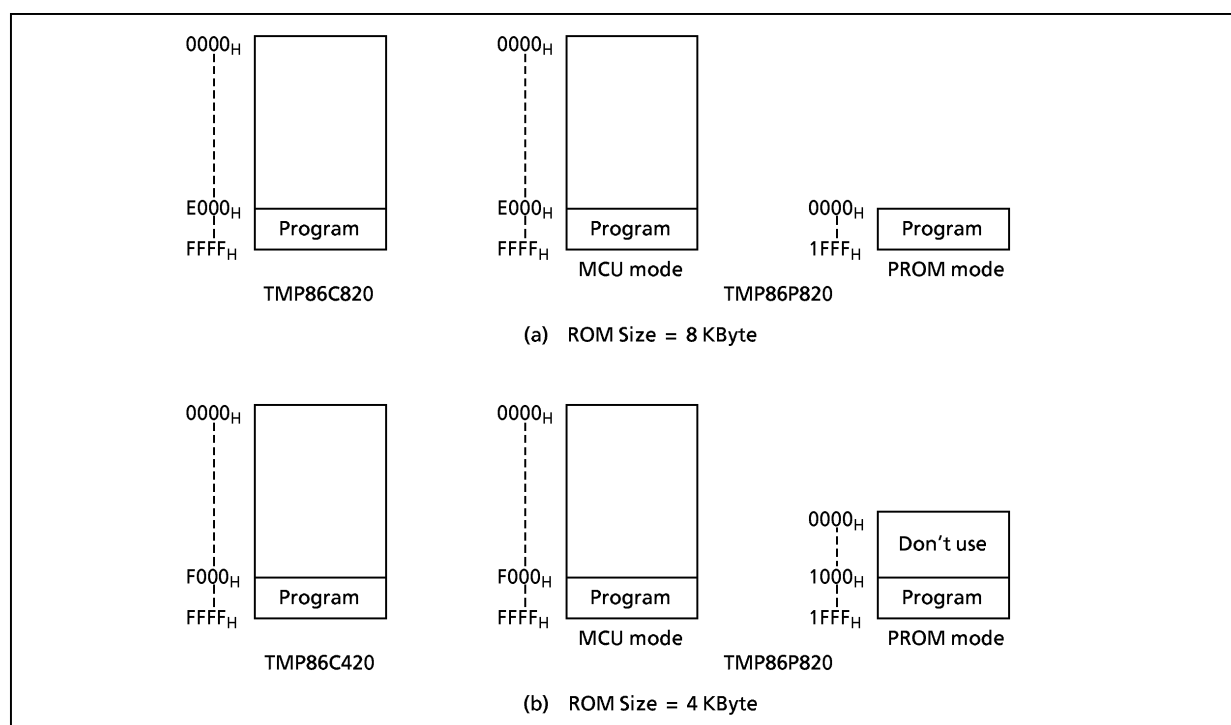 0000H 0000H
E000H E000H 0000H
Program Program Program
FFFFH FFFFH 1FFFH
MCU mode PROM mode
TMP86C820 TMP86P820
(a) ROM Size = 8 KByte
0000H 0000H
0000H
Don't use
F000H F000H 1000H
Program Program Program
FFFFH FFFFH 1FFFH
MCU mode PROM mode
TMP86C420 TMP86P820
(b) ROM Size = 4 KByte